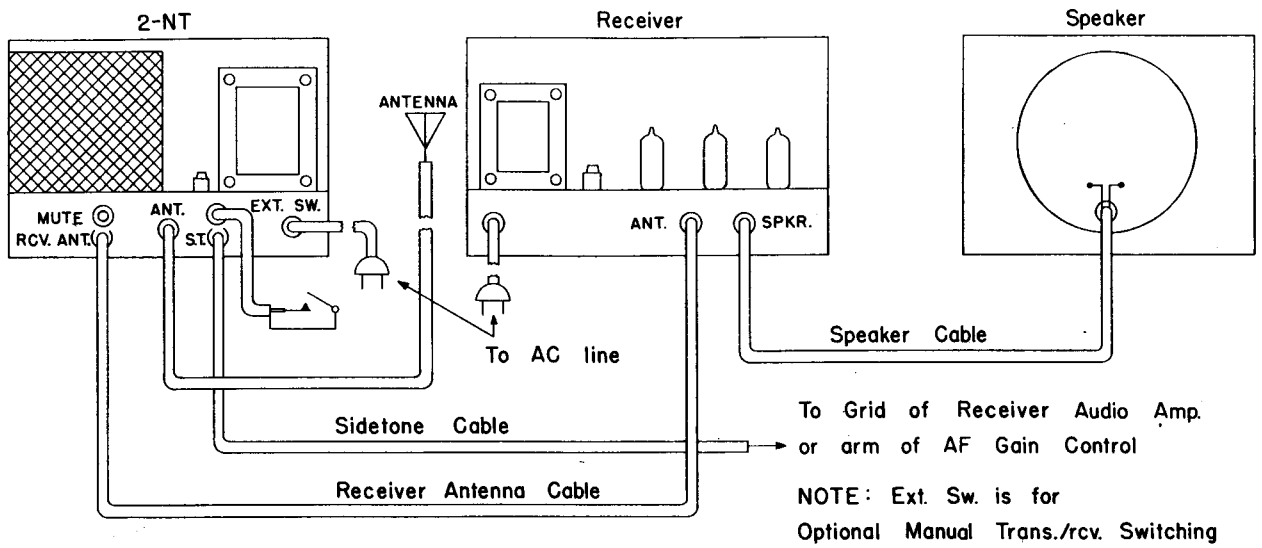 2-NT
Receiver
Speaker
ANTENNA
MUTE
ANT.
EXT. SW.
RCV. ANT.
S.T.
ANT.
SPKR.
To AC line
Speaker Cable
Sidetone Cable
To Grid of Receiver Audio Amp.
or arm of AF Gain Control
Receiver Antenna Cable
NOTE: Ext. Sw. is for
Optional Manual Trans./rcv. Switching